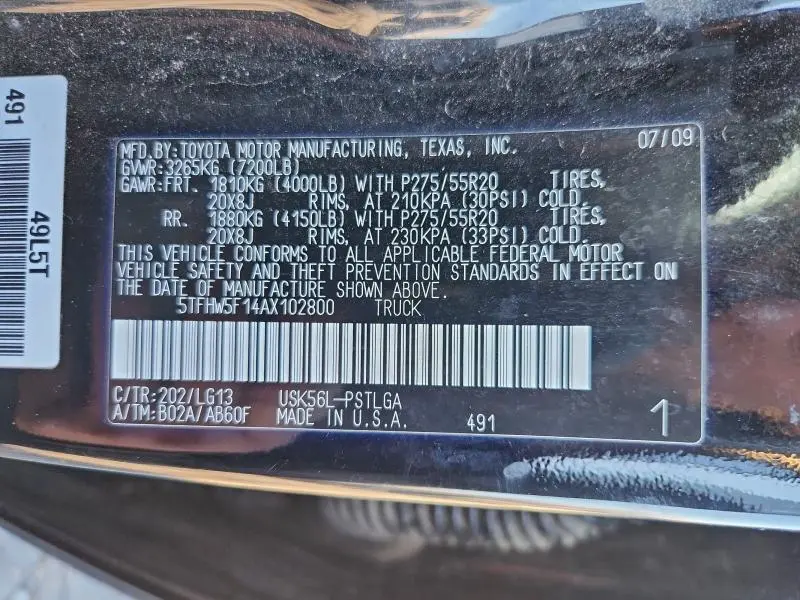 MFD.BY:TOYOTA MOTOR MANUFACTURING, TEXAS, INC. 07/09
GVWR:3265KG (7200LB)
GAWR:FRT. 1810KG (4000LB) WITH P275/55R20 TIRES,
20X8J RIMS, AT 210KPA (30PSI) COLD.
RR. 1880KG (4150LB) WITH P275/55R20 TIRES,
20X8J RIMS, AT 230KPA (33PSI) COLD.
THIS VEHICLE CONFORMS TO ALL APPLICABLE FEDERAL MOTOR
VEHICLE SAFETY AND THEFT PREVENTION STANDARDS IN EFFECT ON
THE DATE OF MANUFACTURE SHOWN ABOVE.
5TFHW5F14AX102800 TRUCK
C/TR:202/LG13 USK56L-PSTLGA
A/TM:B02A/AB60F MADE IN U.S.A. 491 1
491
49L5T